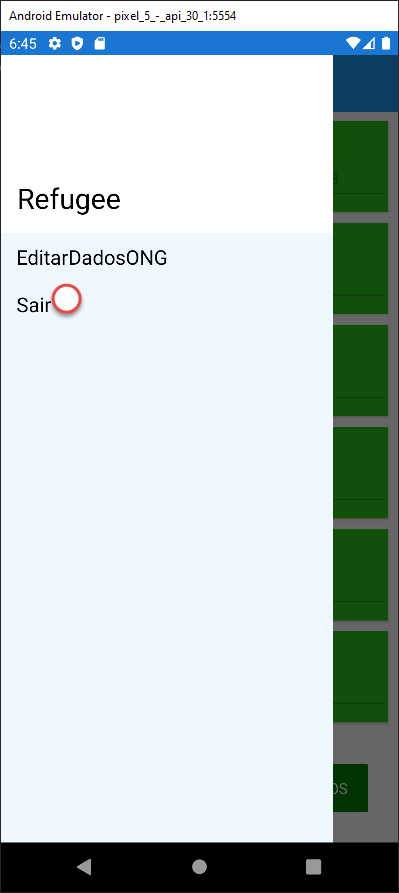 Android Emulator - pixel_5_-_api_30_1:5554
6:45
Refugee
EditarDadosONG
Sair